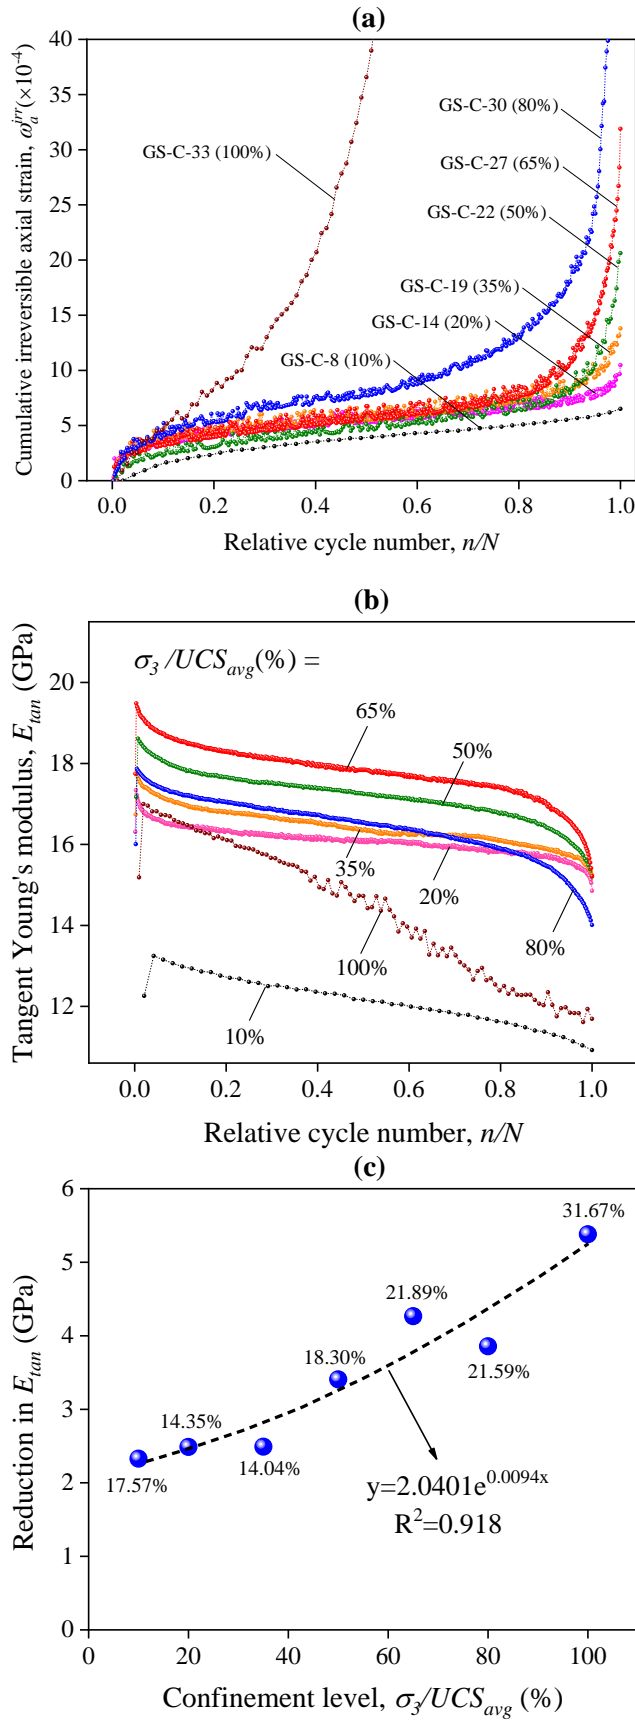 (a)
Cumulative irreversible axial strain, ω_a^irr (×10⁻⁴)
40
35
30
25
20
15
10
5
0
GS-C-33 (100%)
GS-C-30 (80%)
GS-C-27 (65%)
GS-C-22 (50%)
GS-C-19 (35%)
GS-C-14 (20%)
GS-C-8 (10%)
0.0 0.2 0.4 0.6 0.8 1.0
Relative cycle number, n/N
(b)
Tangent Young's modulus, E_tan (GPa)
20
18
16
14
12
σ₃ /UCS_avg(%) =
65%
50%
35%
20%
80%
100%
10%
0.0 0.2 0.4 0.6 0.8 1.0
Relative cycle number, n/N
(c)
Reduction in E_tan (GPa)
6
5
4
3
2
1
0
31.67%
21.89%
21.59%
18.30%
14.35%
14.04%
17.57%
y=2.0401e^0.0094x
R²=0.918
0 20 40 60 80 100
Confinement level, σ₃/UCS_avg (%)